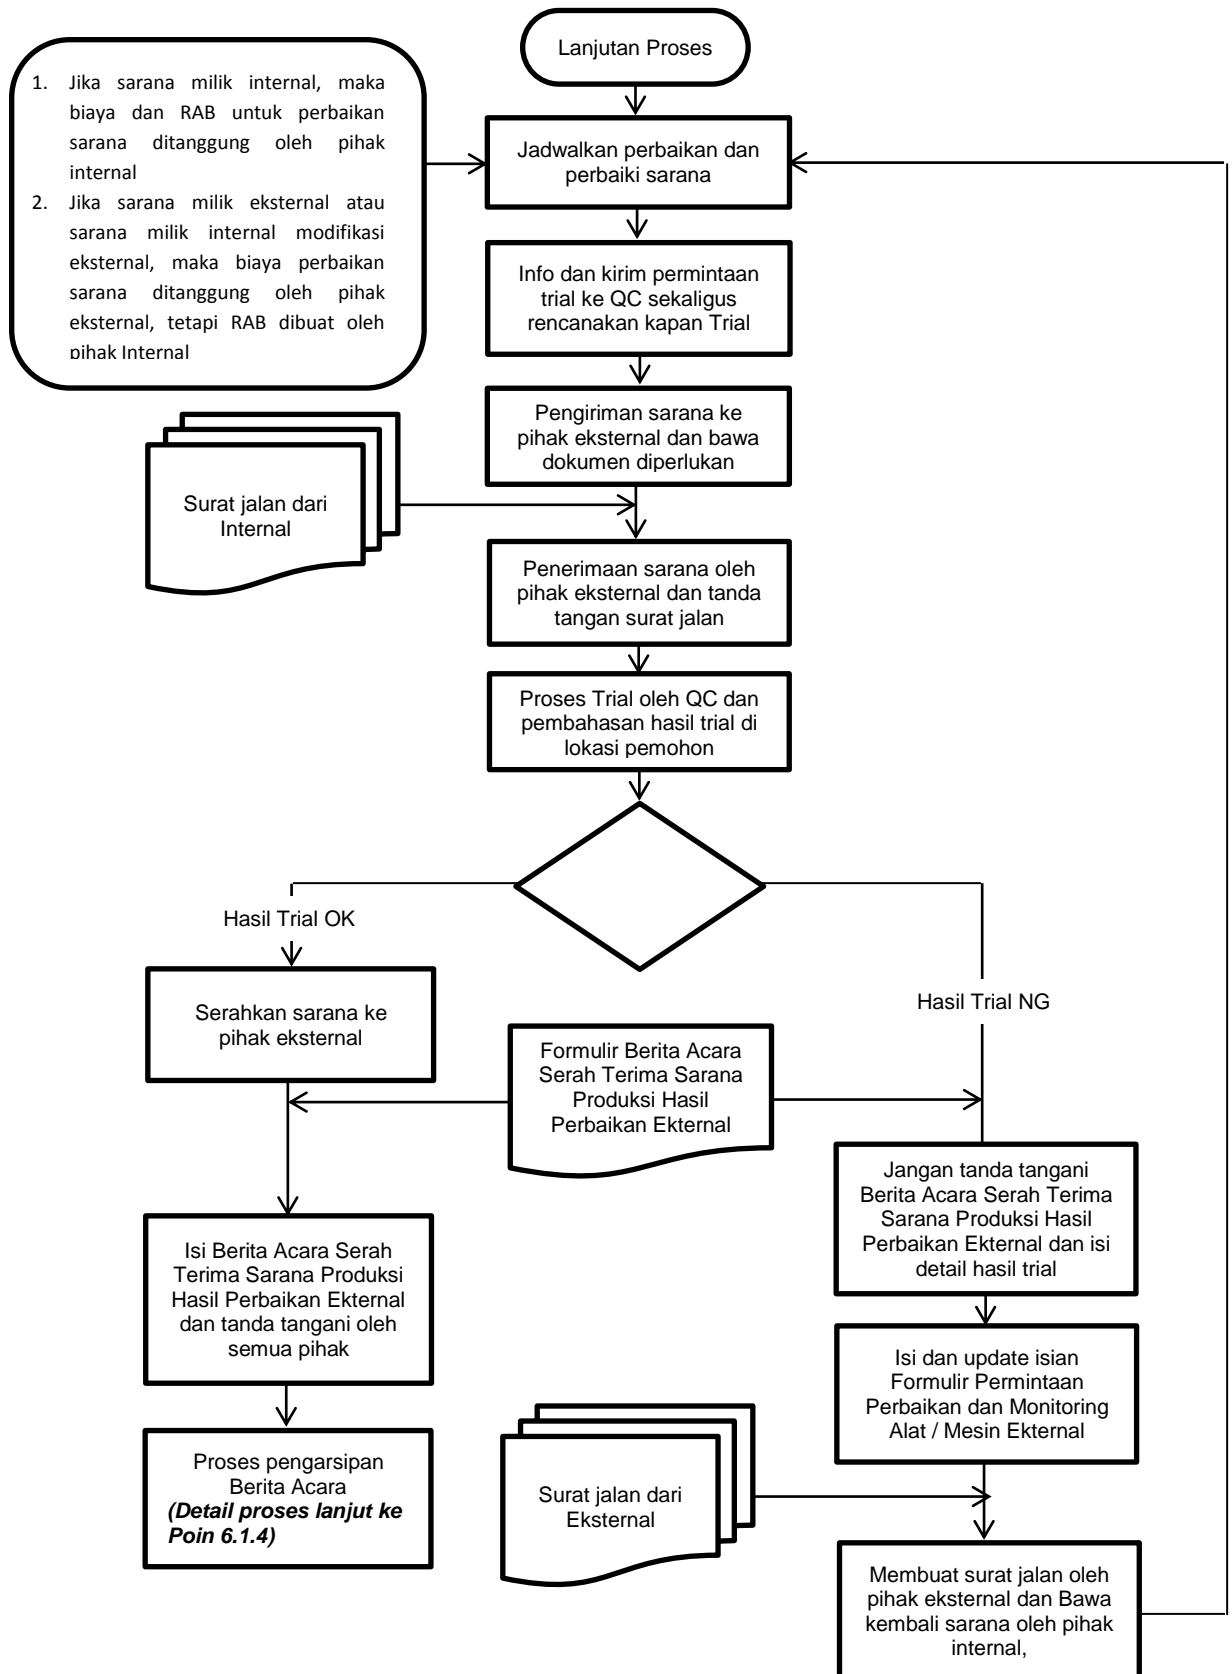 Lanjutan Proses
1. Jika sarana milik internal, maka
biaya dan RAB untuk perbaikan
sarana ditanggung oleh pihak
internal
2. Jika sarana milik eksternal atau
sarana milik internal modifikasi
eksternal, maka biaya perbaikan
sarana ditanggung oleh pihak
eksternal, tetapi RAB dibuat oleh
pihak Internal
Jadwalkan perbaikan dan
perbaiki sarana
Info dan kirim permintaan
trial ke QC sekaligus
rencanakan kapan Trial
Pengiriman sarana ke
pihak eksternal dan bawa
dokumen diperlukan
Surat jalan dari
Internal
Penerimaan sarana oleh
pihak eksternal dan tanda
tangan surat jalan
Proses Trial oleh QC dan
pembahasan hasil trial di
lokasi pemohon
Hasil Trial OK
Hasil Trial NG
Serahkan sarana ke
pihak eksternal
Formulir Berita Acara
Serah Terima Sarana
Produksi Hasil
Perbaikan Ekternal
Jangan tanda tangani
Berita Acara Serah Terima
Sarana Produksi Hasil
Perbaikan Ekternal dan isi
detail hasil trial
Isi Berita Acara Serah
Terima Sarana Produksi
Hasil Perbaikan Ekternal
dan tanda tangani oleh
semua pihak
Isi dan update isian
Formulir Permintaan
Perbaikan dan Monitoring
Alat / Mesin Ekternal
Proses pengarsipan
Berita Acara
(Detail proses lanjut ke
Poin 6.1.4)
Surat jalan dari
Eksternal
Membuat surat jalan oleh
pihak eksternal dan Bawa
kembali sarana oleh pihak
internal,